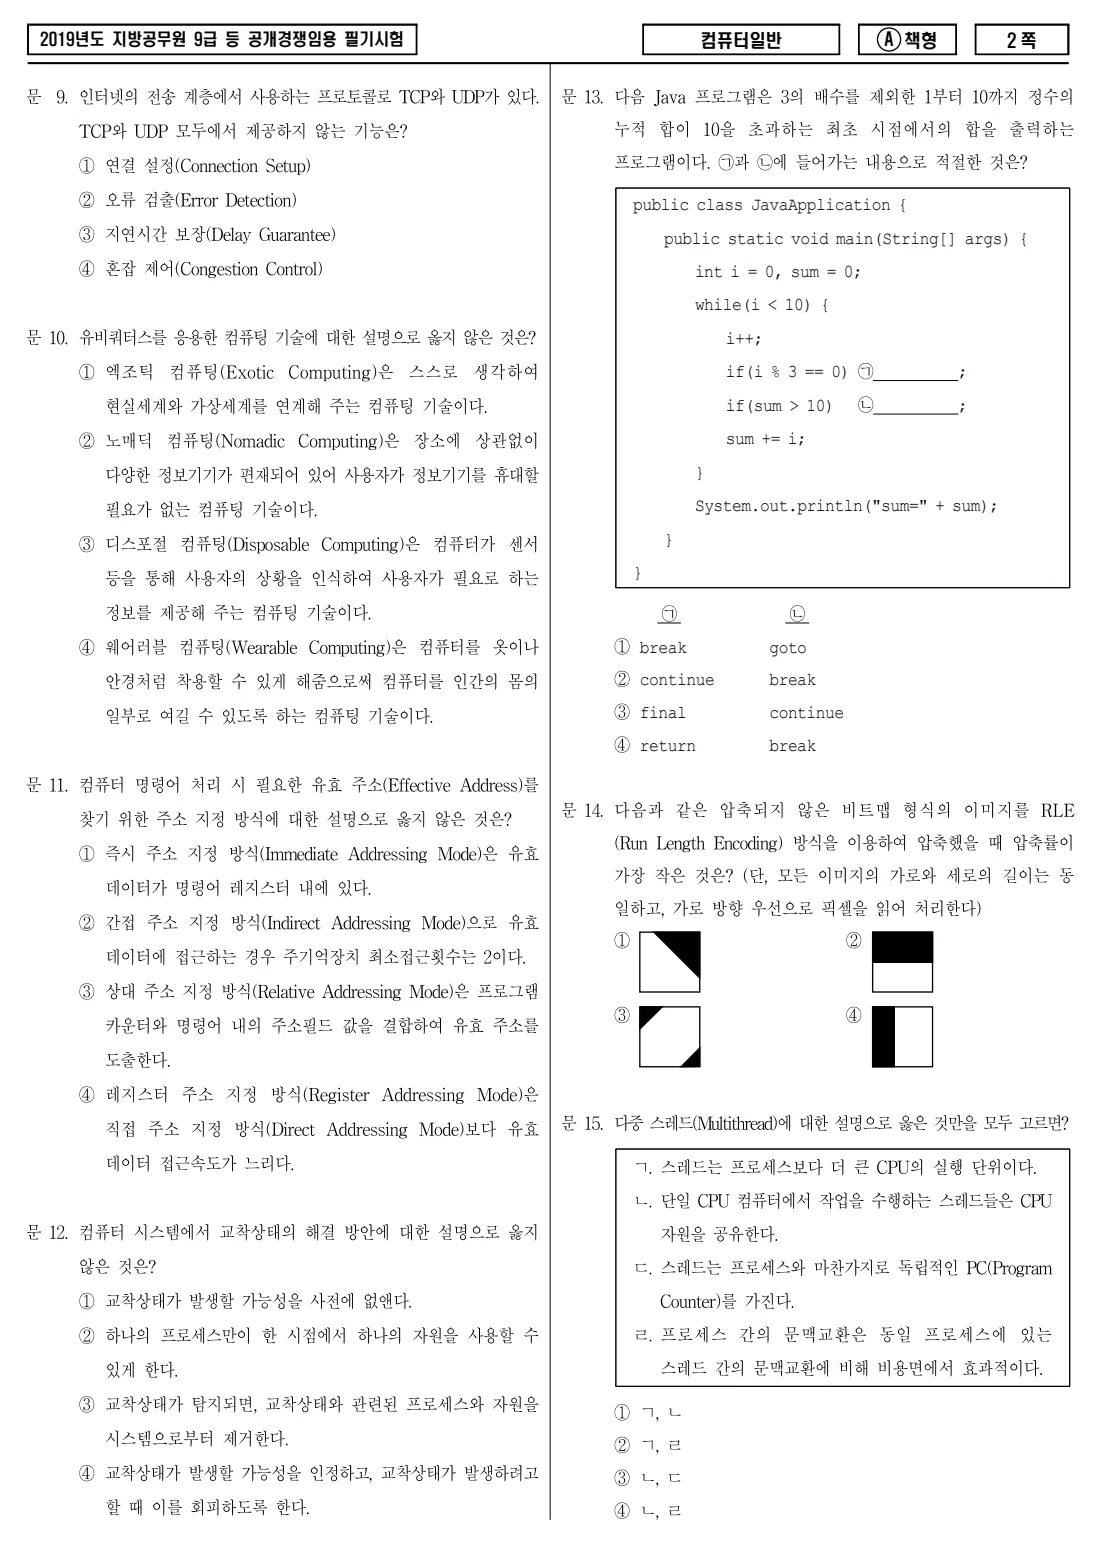 2019년도 지방공무원 9급 등 공개경쟁임용 필기시험
컴퓨터일반
Ⓐ책형
2쪽
문 9. 인터넷의 전송 계층에서 사용하는 프로토콜로 TCP와 UDP가 있다.
TCP와 UDP 모두에서 제공하지 않는 기능은?
① 연결 설정(Connection Setup)
② 오류 검출(Error Detection)
③ 지연시간 보장(Delay Guarantee)
④ 혼잡 제어(Congestion Control)
문 10. 유비쿼터스를 응용한 컴퓨팅 기술에 대한 설명으로 옳지 않은 것은?
① 엑조틱 컴퓨팅(Exotic Computing)은 스스로 생각하여
현실세계와 가상세계를 연계해 주는 컴퓨팅 기술이다.
② 노매딕 컴퓨팅(Nomadic Computing)은 장소에 상관없이
다양한 정보기기가 편재되어 있어 사용자가 정보기기를 휴대할
필요가 없는 컴퓨팅 기술이다.
③ 디스포절 컴퓨팅(Disposable Computing)은 컴퓨터가 센서
등을 통해 사용자의 상황을 인식하여 사용자가 필요로 하는
정보를 제공해 주는 컴퓨팅 기술이다.
④ 웨어러블 컴퓨팅(Wearable Computing)은 컴퓨터를 옷이나
안경처럼 착용할 수 있게 해줌으로써 컴퓨터를 인간의 몸의
일부로 여길 수 있도록 하는 컴퓨팅 기술이다.
문 11. 컴퓨터 명령어 처리 시 필요한 유효 주소(Effective Address)를
찾기 위한 주소 지정 방식에 대한 설명으로 옳지 않은 것은?
① 즉시 주소 지정 방식(Immediate Addressing Mode)은 유효
데이터가 명령어 레지스터 내에 있다.
② 간접 주소 지정 방식(Indirect Addressing Mode)으로 유효
데이터에 접근하는 경우 주기억장치 최소접근횟수는 2이다.
③ 상대 주소 지정 방식(Relative Addressing Mode)은 프로그램
카운터와 명령어 내의 주소필드 값을 결합하여 유효 주소를
도출한다.
④ 레지스터 주소 지정 방식(Register Addressing Mode)은
직접 주소 지정 방식(Direct Addressing Mode)보다 유효
데이터 접근속도가 느리다.
문 12. 컴퓨터 시스템에서 교착상태의 해결 방안에 대한 설명으로 옳지
않은 것은?
① 교착상태가 발생할 가능성을 사전에 없앤다.
② 하나의 프로세스만이 한 시점에서 하나의 자원을 사용할 수
있게 한다.
③ 교착상태가 탐지되면, 교착상태와 관련된 프로세스와 자원을
시스템으로부터 제거한다.
④ 교착상태가 발생할 가능성을 인정하고, 교착상태가 발생하려고
할 때 이를 회피하도록 한다.
문 13. 다음 Java 프로그램은 3의 배수를 제외한 1부터 10까지 정수의
누적 합이 10을 초과하는 최초 시점에서의 합을 출력하는
프로그램이다. ㉠과 ㉡에 들어가는 내용으로 적절한 것은?
public class JavaApplication {
public static void main(String[] args) {
int i = 0, sum = 0;
while(i < 10) {
i++;
if(i % 3 == 0) ㉠_________;
if(sum > 10) ㉡_________;
sum += i;
}
System.out.println("sum=" + sum);
}
}
㉠ ㉡
① break goto
② continue break
③ final continue
④ return break
문 14. 다음과 같은 압축되지 않은 비트맵 형식의 이미지를 RLE
(Run Length Encoding) 방식을 이용하여 압축했을 때 압축률이
가장 작은 것은? (단, 모든 이미지의 가로와 세로의 길이는 동
일하고, 가로 방향 우선으로 픽셀을 읽어 처리한다)
① ②
③ ④
문 15. 다중 스레드(Multithread)에 대한 설명으로 옳은 것만을 모두 고르면?
ㄱ. 스레드는 프로세스보다 더 큰 CPU의 실행 단위이다.
ㄴ. 단일 CPU 컴퓨터에서 작업을 수행하는 스레드들은 CPU
자원을 공유한다.
ㄷ. 스레드는 프로세스와 마찬가지로 독립적인 PC(Program
Counter)를 가진다.
ㄹ. 프로세스 간의 문맥교환은 동일 프로세스에 있는
스레드 간의 문맥교환에 비해 비용면에서 효과적이다.
① ㄱ, ㄴ
② ㄱ, ㄹ
③ ㄴ, ㄷ
④ ㄴ, ㄹ